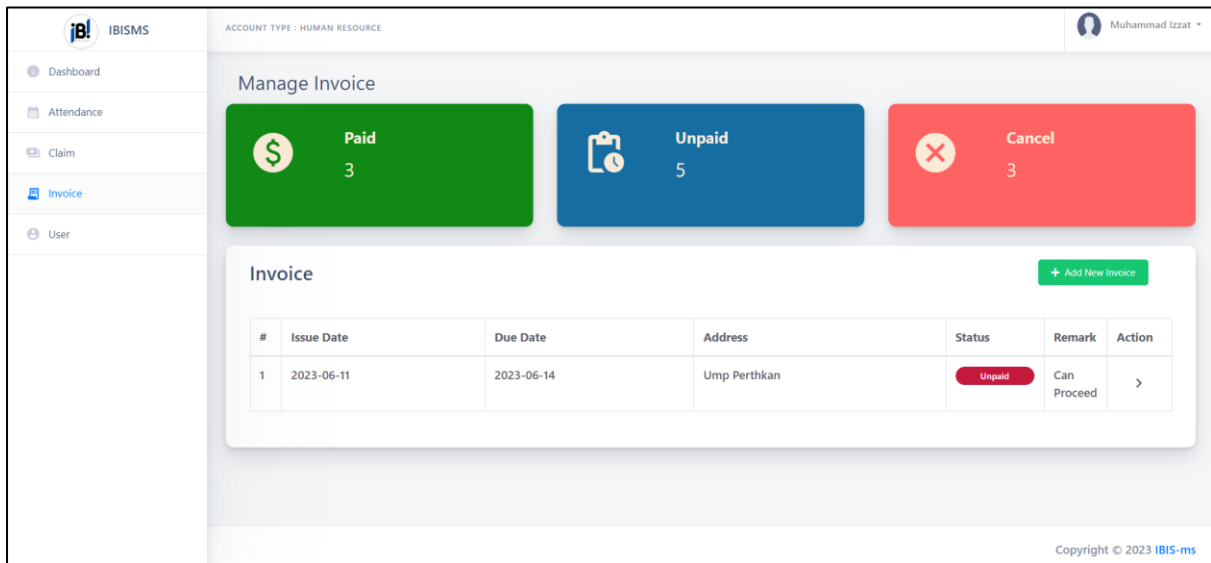 jB! IBISMS
ACCOUNT TYPE : HUMAN RESOURCE
Muhammad Izzat
Dashboard
Attendance
Claim
Invoice
User
Manage Invoice
Paid
3
Unpaid
5
Cancel
3
Invoice
+ Add New Invoice
# Issue Date Due Date Address Status Remark Action
1 2023-06-11 2023-06-14 Ump Perthkan Unpaid Can
Proceed
Copyright © 2023 IBIS-ms